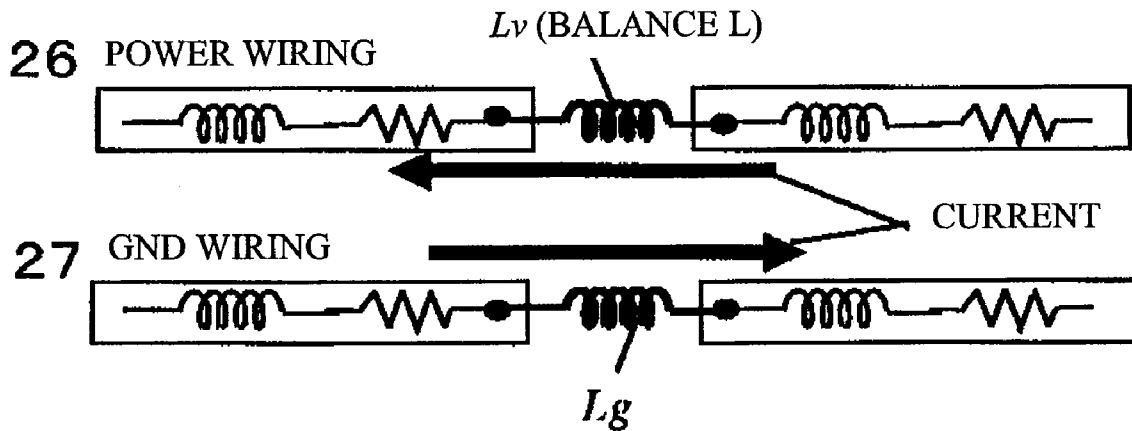 Lv (BALANCE L)
26 POWER WIRING
CURRENT
27 GND WIRING
Lg